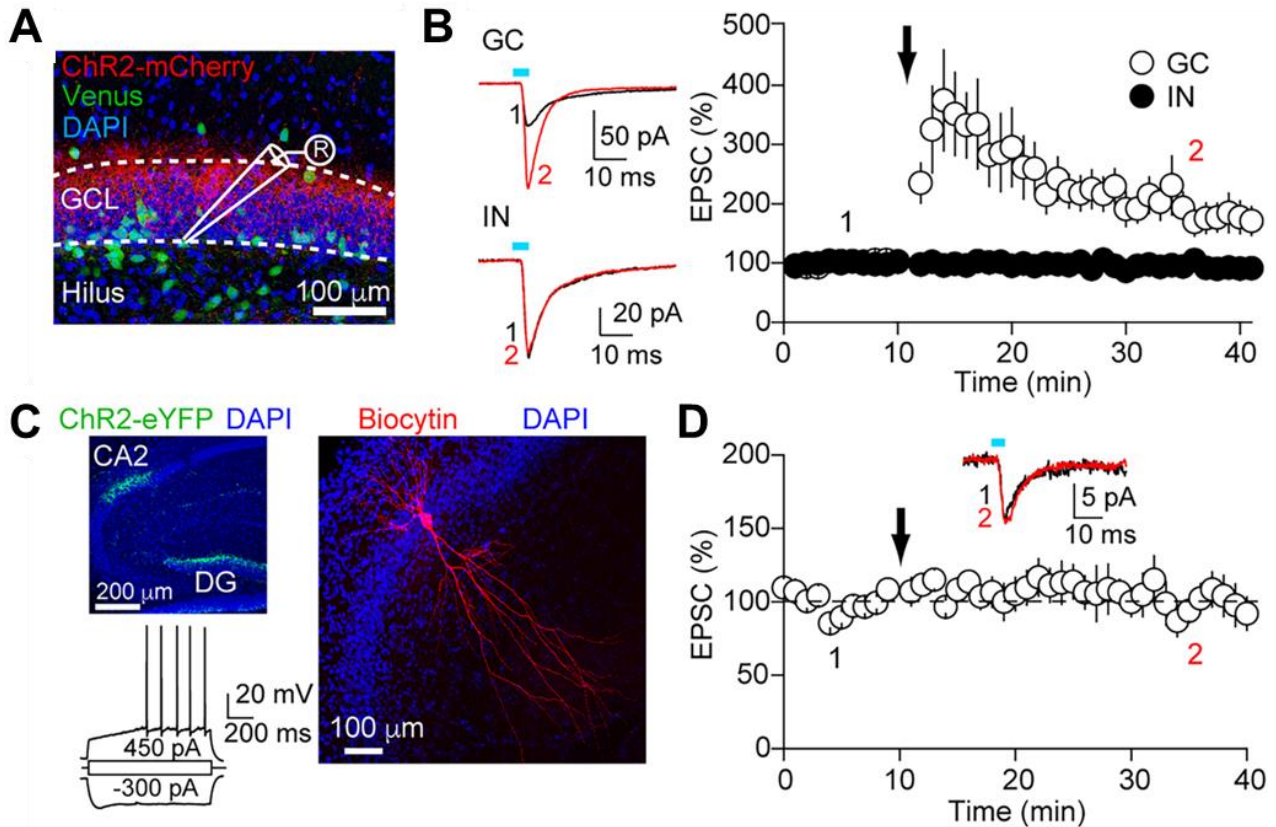 A
ChR2-mCherry
Venus
DAPI
R
GCL
Hilus
100 µm
B
GC
1
2
50 pA
10 ms
IN
1
2
20 pA
10 ms
EPSC (%)
500
400
300
200
100
0
1
2
GC
IN
0 10 20 30 40
Time (min)
C
ChR2-eYFP DAPI
CA2
DG
200 µm
20 mV
200 ms
450 pA
-300 pA
Biocytin DAPI
100 µm
D
EPSC (%)
200
150
100
50
0
1
2
5 pA
10 ms
1
2
0 10 20 30 40
Time (min)